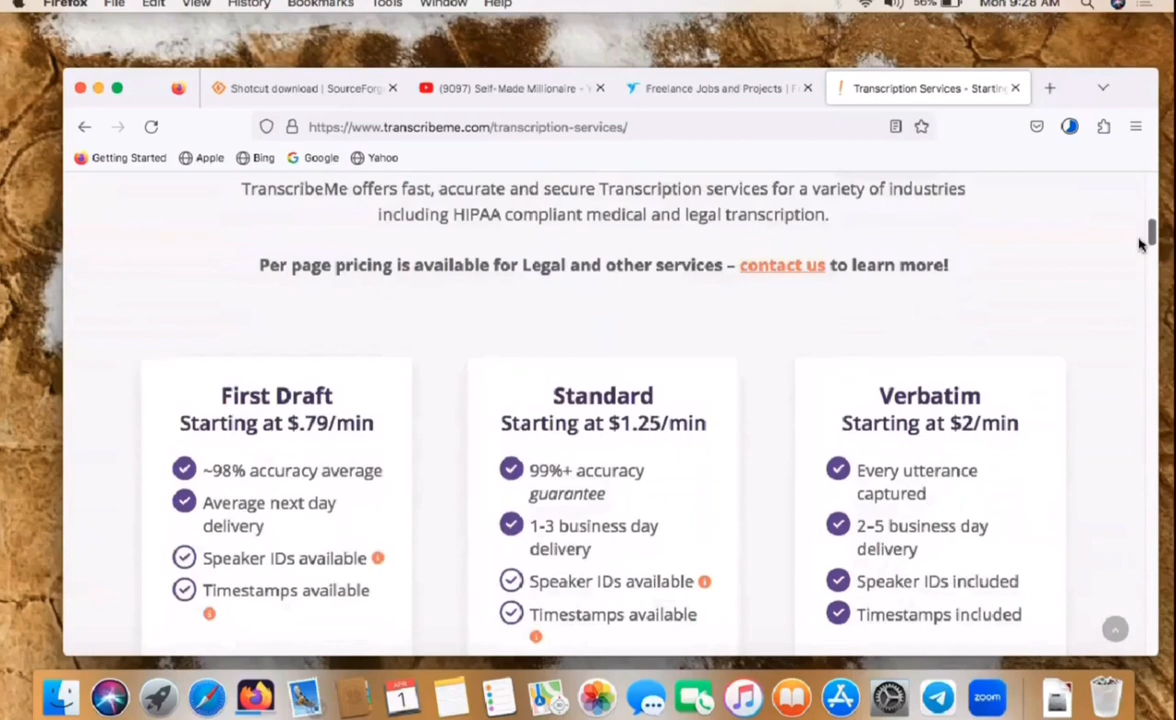 Firefox File Edit View History Bookmarks Tools Window Help 56% Mon 9:28 AM
Shotcut download | SourceForg
(9097) Self-Made Millionaire - Y
Freelance Jobs and Projects | F
Transcription Services - Starting
https://www.transcribeme.com/transcription-services/
Getting Started Apple Bing Google Yahoo
TranscribeMe offers fast, accurate and secure Transcription services for a variety of industries
including HIPAA compliant medical and legal transcription.
Per page pricing is available for Legal and other services – contact us to learn more!
First Draft
Starting at $.79/min
~98% accuracy average
Average next day
delivery
Speaker IDs available
Timestamps available
Standard
Starting at $1.25/min
99%+ accuracy
guarantee
1-3 business day
delivery
Speaker IDs available
Timestamps available
Verbatim
Starting at $2/min
Every utterance
captured
2–5 business day
delivery
Speaker IDs included
Timestamps included
APR
1
zoom